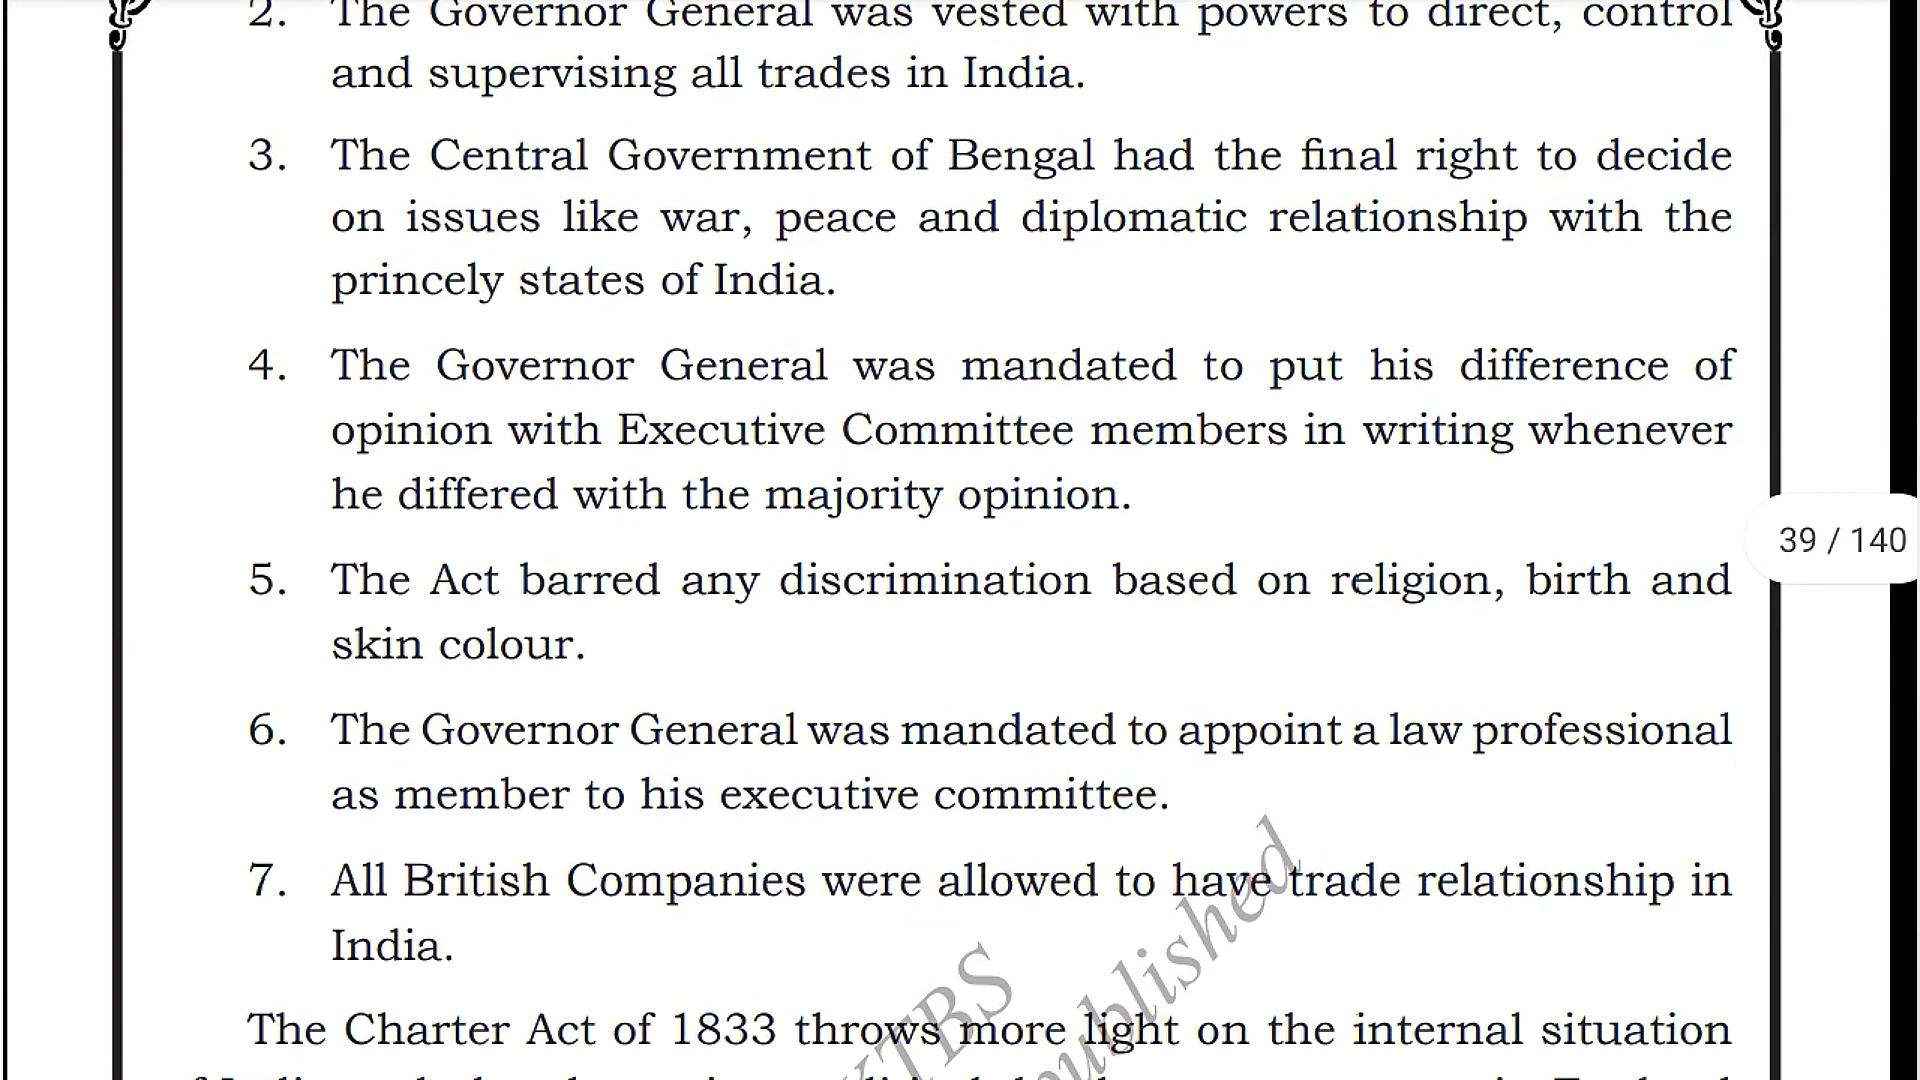 2. The Governor General was vested with powers to direct, control
and supervising all trades in India.
3. The Central Government of Bengal had the final right to decide
on issues like war, peace and diplomatic relationship with the
princely states of India.
4. The Governor General was mandated to put his difference of
opinion with Executive Committee members in writing whenever
he differed with the majority opinion.
39 / 140
5. The Act barred any discrimination based on religion, birth and
skin colour.
6. The Governor General was mandated to appoint a law professional
as member to his executive committee.
7. All British Companies were allowed to have trade relationship in
India.
The Charter Act of 1833 throws more light on the internal situation
KTBS
published